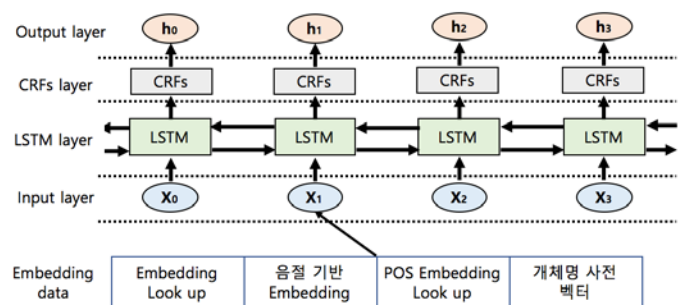 Output layer h₀ h₁ h₂ h₃
CRFs layer CRFs CRFs CRFs CRFs
LSTM layer LSTM LSTM LSTM LSTM
Input layer X₀ X₁ X₂ X₃
Embedding data
Embedding Look up
음절 기반 Embedding
POS Embedding Look up
개체명 사전 벡터